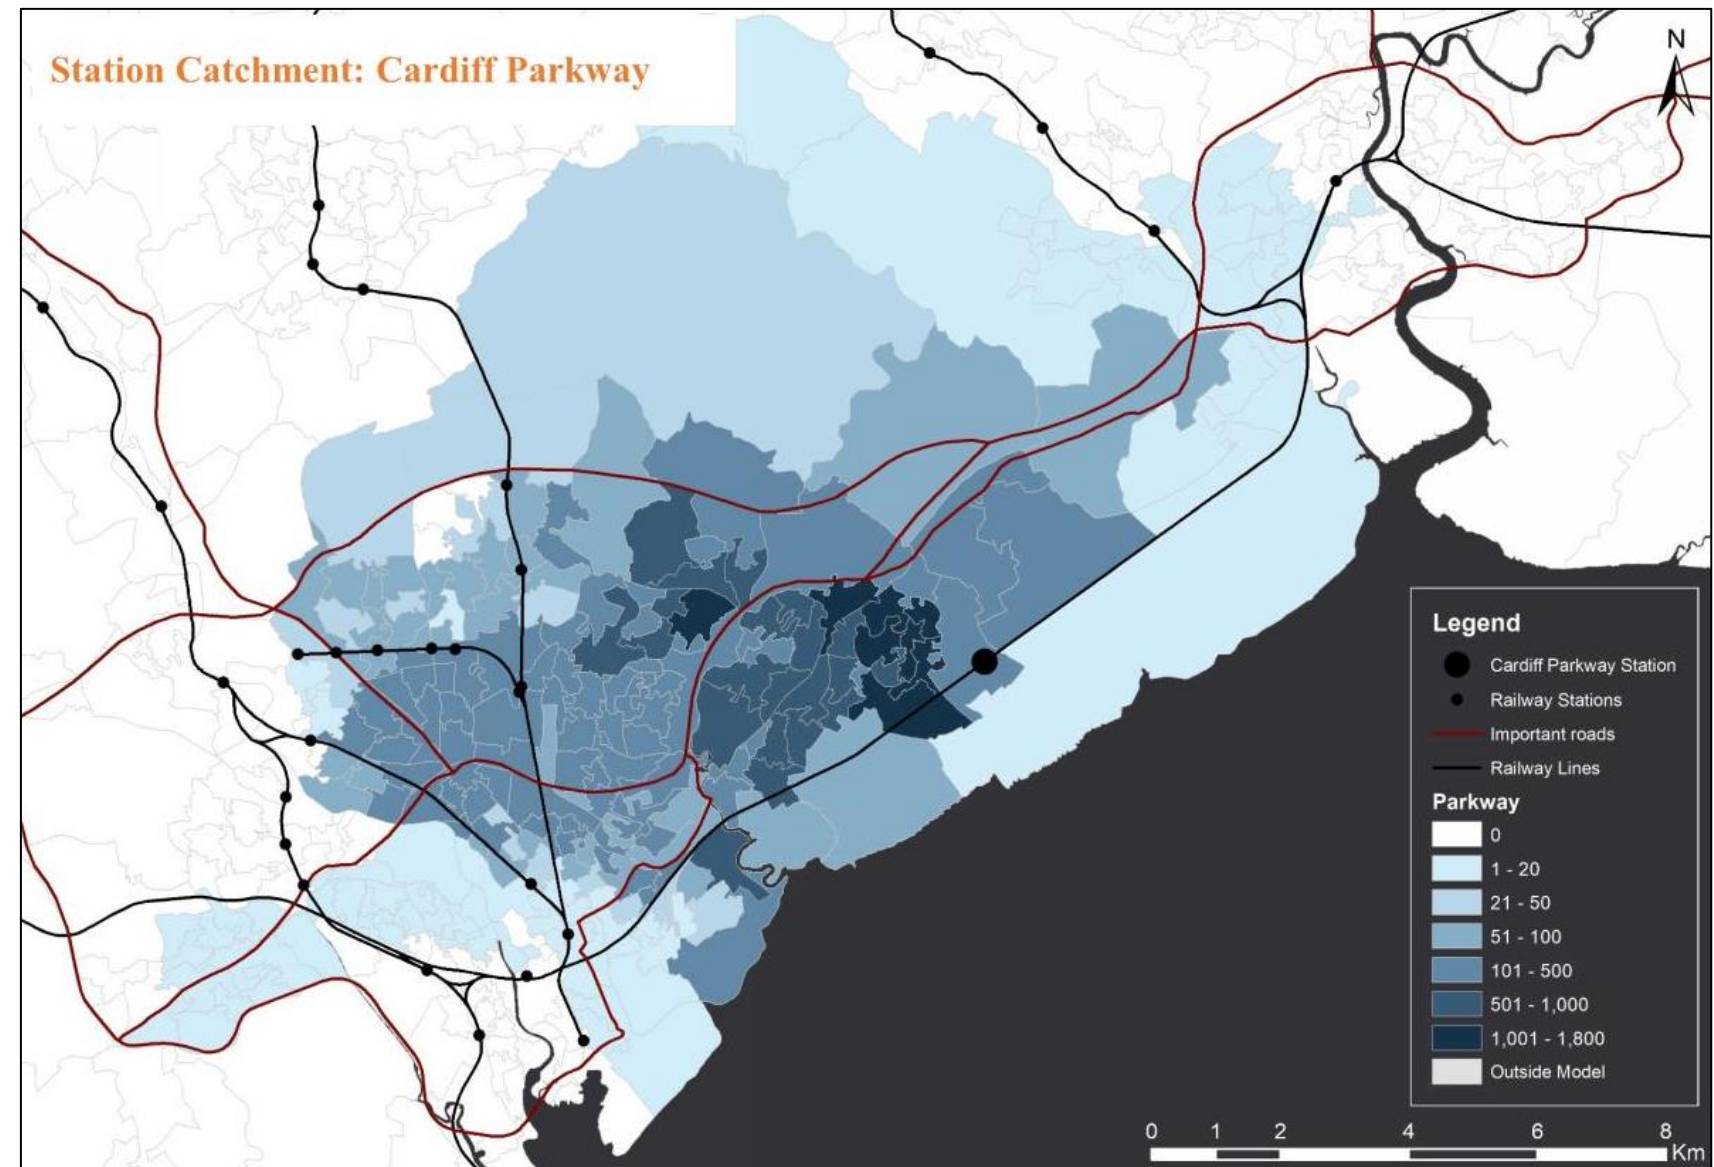 Station Catchment: Cardiff Parkway
N
Legend
Cardiff Parkway Station
Railway Stations
Important roads
Railway Lines
Parkway
0
1 - 20
21 - 50
51 - 100
101 - 500
501 - 1,000
1,001 - 1,800
Outside Model
0 1 2 4 6 8
Km